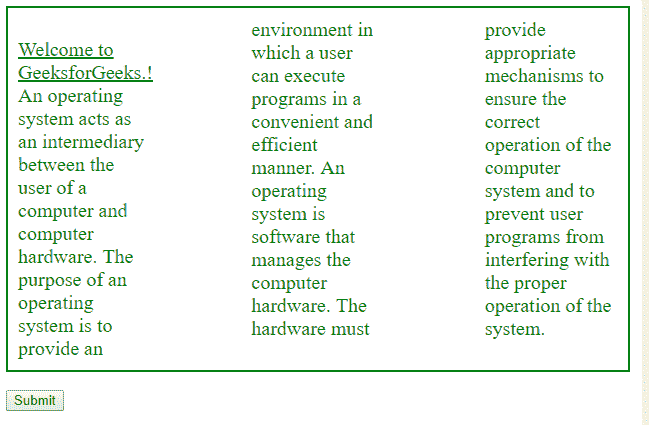 Welcome to
GeeksforGeeks.!
An operating
system acts as
an intermediary
between the
user of a
computer and
computer
hardware. The
purpose of an
operating
system is to
provide an
environment in
which a user
can execute
programs in a
convenient and
efficient
manner. An
operating
system is
software that
manages the
computer
hardware. The
hardware must
provide
appropriate
mechanisms to
ensure the
correct
operation of the
computer
system and to
prevent user
programs from
interfering with
the proper
operation of the
system.
Submit